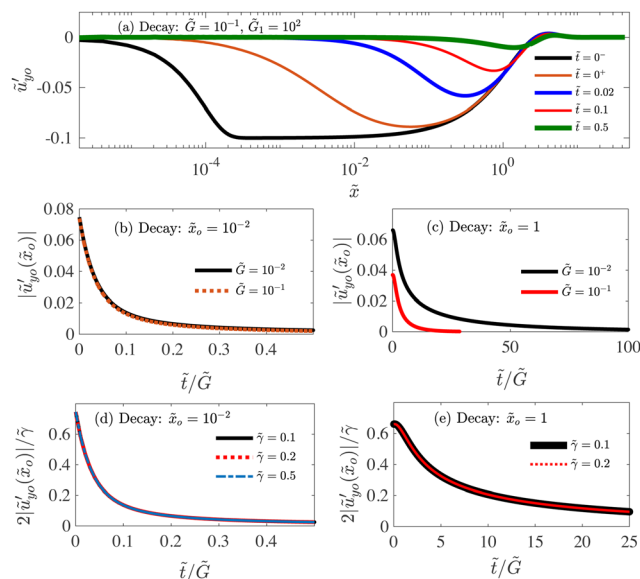 (a) Decay: G̃ = 10⁻¹, G̃₁ = 10²
0
-0.05
-0.1
ũ′yo
t̃ = 0⁻
t̃ = 0⁺
t̃ = 0.02
t̃ = 0.1
t̃ = 0.5
10⁻⁴ 10⁻² 10⁰
x̃
(b) Decay: x̃ₒ = 10⁻²
0.08
0.06
0.04
0.02
0
|ũ′yo(x̃ₒ)|
G̃ = 10⁻²
G̃ = 10⁻¹
0 0.1 0.2 0.3 0.4
t̃/G̃
(c) Decay: x̃ₒ = 1
0.06
0.04
0.02
0
|ũ′yo(x̃ₒ)|
G̃ = 10⁻²
G̃ = 10⁻¹
0 50 100
t̃/G̃
(d) Decay: x̃ₒ = 10⁻²
0.6
0.4
0.2
0
2|ũ′yo(x̃ₒ)|/γ̃
γ̃ = 0.1
γ̃ = 0.2
γ̃ = 0.5
0 0.1 0.2 0.3 0.4
t̃/G̃
(e) Decay: x̃ₒ = 1
0.6
0.4
0.2
0
2|ũ′yo(x̃ₒ)|/γ̃
γ̃ = 0.1
γ̃ = 0.2
0 5 10 15 20 25
t̃/G̃